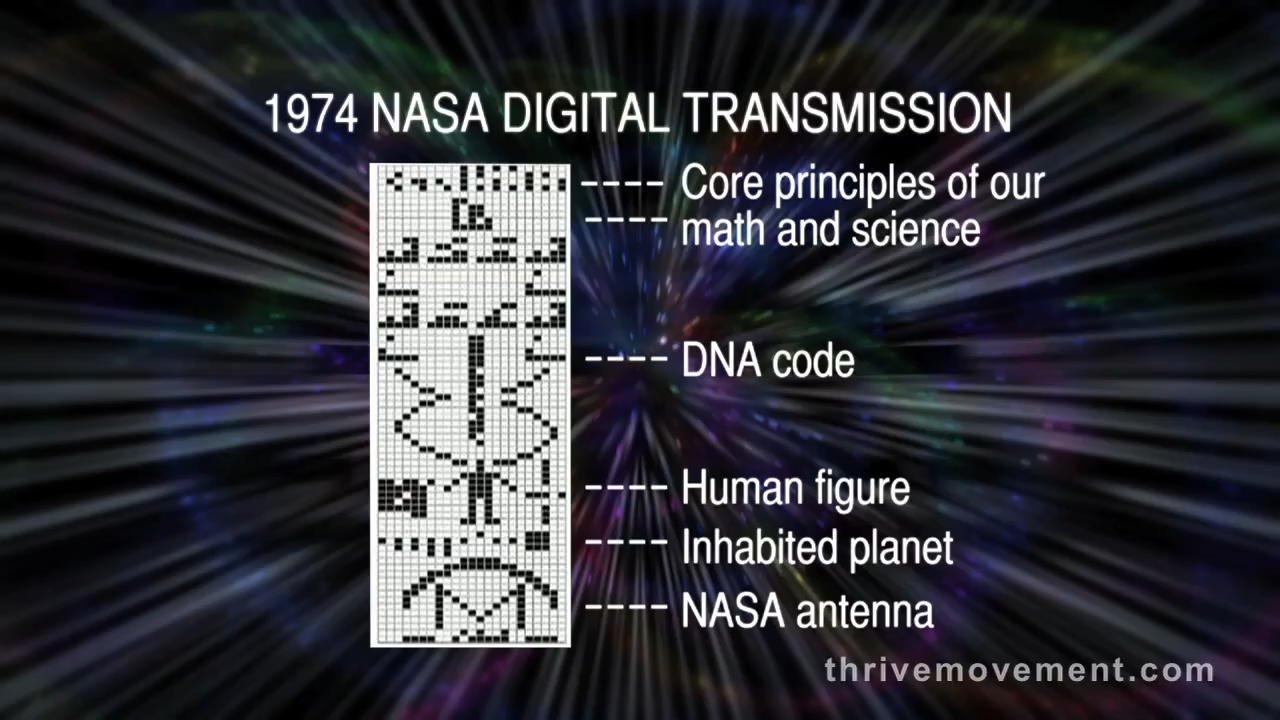 1974 NASA DIGITAL TRANSMISSION
Core principles of our
math and science
DNA code
Human figure
Inhabited planet
NASA antenna
thrivemovement.com